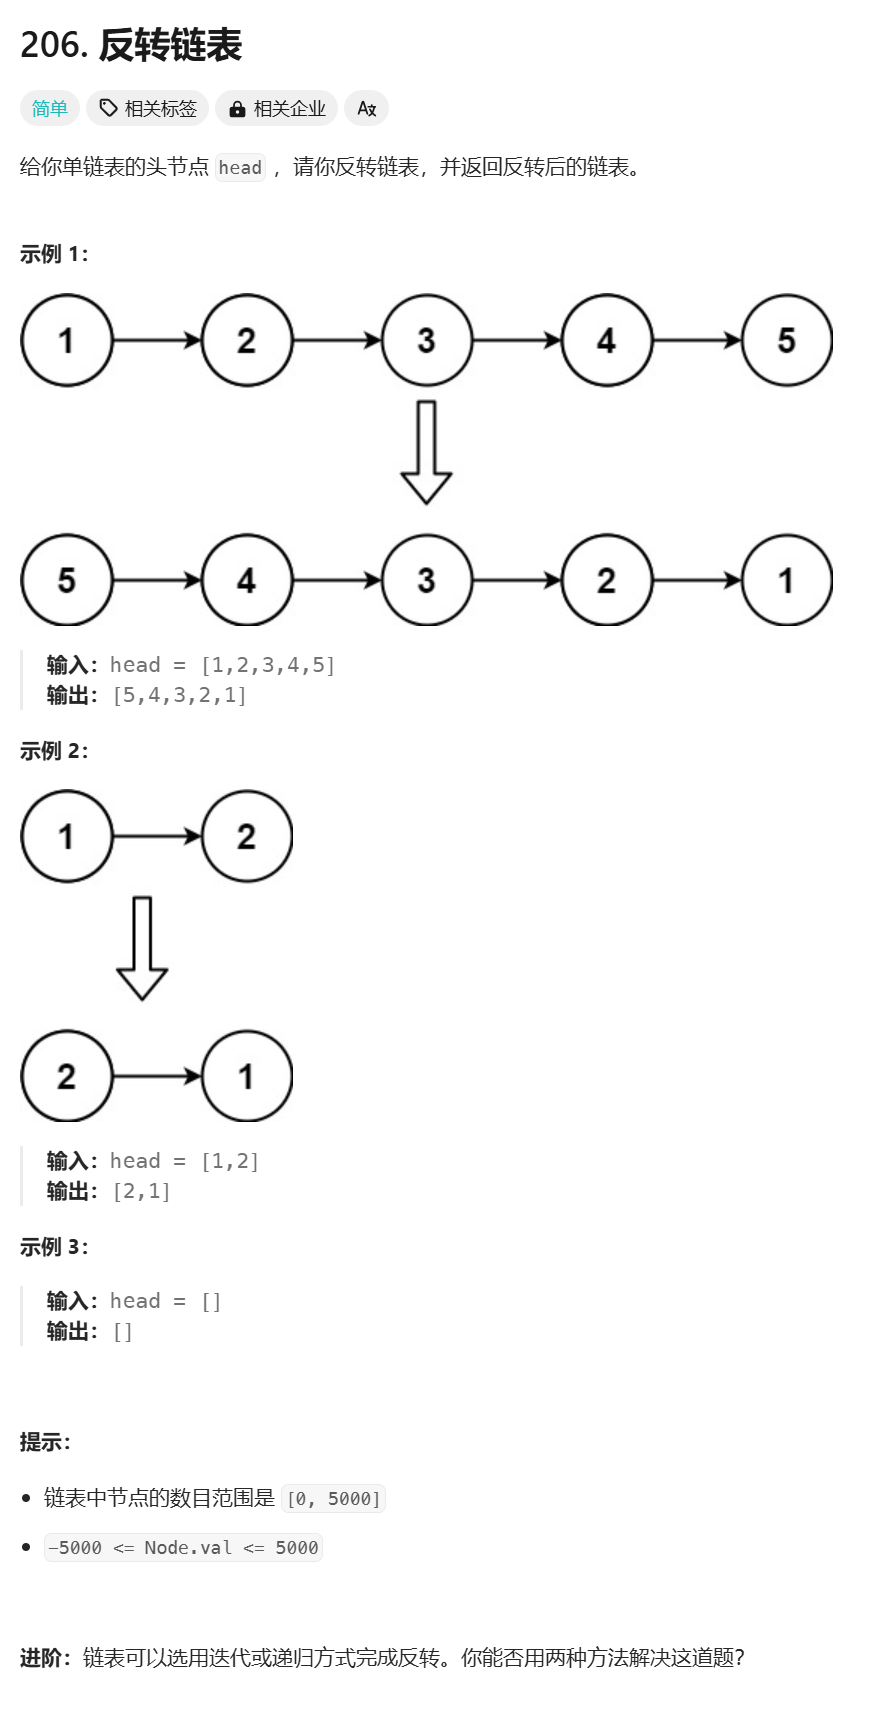 206. 反转链表
简单 相关标签 相关企业 Aあ
给你单链表的头节点 head ，请你反转链表，并返回反转后的链表。
示例 1：
1 2 3 4 5
5 4 3 2 1
输入：head = [1,2,3,4,5]
输出：[5,4,3,2,1]
示例 2：
1 2
2 1
输入：head = [1,2]
输出：[2,1]
示例 3：
输入：head = []
输出：[]
提示：
• 链表中节点的数目范围是 [0, 5000]
• -5000 <= Node.val <= 5000
进阶：链表可以选用迭代或递归方式完成反转。你能否用两种方法解决这道题？